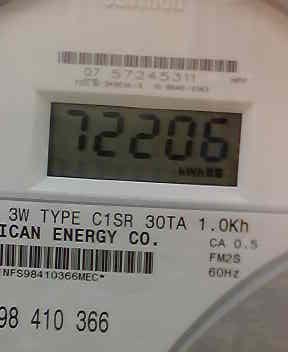 07 57245311
72206
kWh
3W TYPE C1SR 30TA 1.0Kh
ICAN ENERGY CO.
CA 0.5
FM2S
*NFS98410366MEC*
60Hz
98 410 366